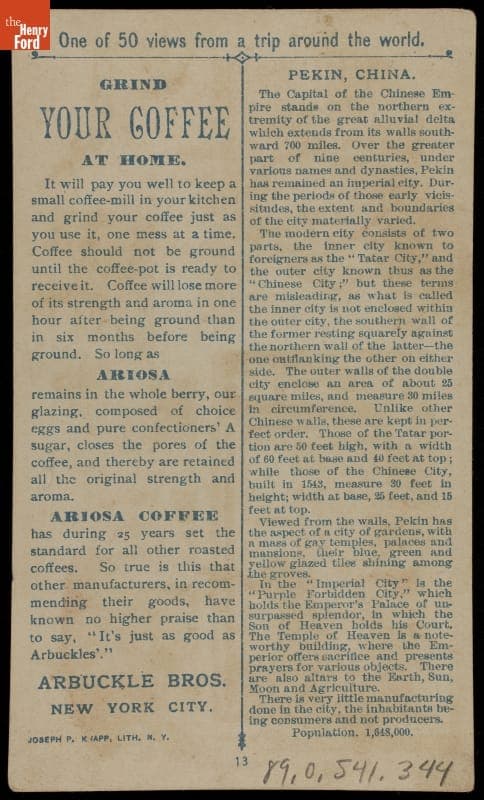 the
Henry
Ford
One of 50 views from a trip around the world.
GRIND
YOUR COFFEE
AT HOME.
It will pay you well to keep a
small coffee-mill in your kitchen
and grind your coffee just as
you use it, one mess at a time.
Coffee should not be ground
until the coffee-pot is ready to
receive it. Coffee will lose more
of its strength and aroma in one
hour after being ground than
in six months before being
ground. So long as
ARIOSA
remains in the whole berry, our
glazing, composed of choice
eggs and pure confectioners' A
sugar, closes the pores of the
coffee, and thereby are retained
all the original strength and
aroma.
ARIOSA COFFEE
has during 25 years set the
standard for all other roasted
coffees. So true is this that
other manufacturers, in recom-
mending their goods, have
known no higher praise than
to say, "It's just as good as
Arbuckles'."
ARBUCKLE BROS.
NEW YORK CITY.
JOSEPH P. KNAPP, LITH. N. Y.
PEKIN, CHINA.
The Capital of the Chinese Em-
pire stands on the northern ex-
tremity of the great alluvial delta
which extends from its walls south-
ward 700 miles. Over the greater
part of nine centuries, under
various names and dynasties, Pekin
has remained an imperial city. Dur-
ing the periods of those early vicis-
situdes, the extent and boundaries
of the city materially varied.
The modern city consists of two
parts, the inner city known to
foreigners as the "Tatar City," and
the outer city known thus as the
"Chinese City;" but these terms
are misleading, as what is called
the inner city is not enclosed within
the outer city, the southern wall of
the former resting squarely against
the northern wall of the latter—the
one outflanking the other on either
side. The outer walls of the double
city enclose an area of about 25
square miles, and measure 30 miles
in circumference. Unlike other
Chinese walls, these are kept in per-
fect order. Those of the Tatar por-
tion are 50 feet high, with a width
of 60 feet at base and 40 feet at top;
while those of the Chinese City,
built in 1543, measure 30 feet in
height; width at base, 25 feet, and 15
feet at top.
Viewed from the walls, Pekin has
the aspect of a city of gardens, with
a mass of gay temples, palaces and
mansions, their blue, green and
yellow glazed tiles shining among
the groves.
In the "Imperial City" is the
"Purple Forbidden City," which
holds the Emperor's Palace of un-
surpassed splendor, in which the
Son of Heaven holds his Court.
The Temple of Heaven is a note-
worthy building, where the Em-
peror offers sacrifice and presents
prayers for various objects. There
are also altars to the Earth, Sun,
Moon and Agriculture.
There is very little manufacturing
done in the city, the inhabitants be-
ing consumers and not producers.
Population, 1,648,000.
13
89.0.541.344